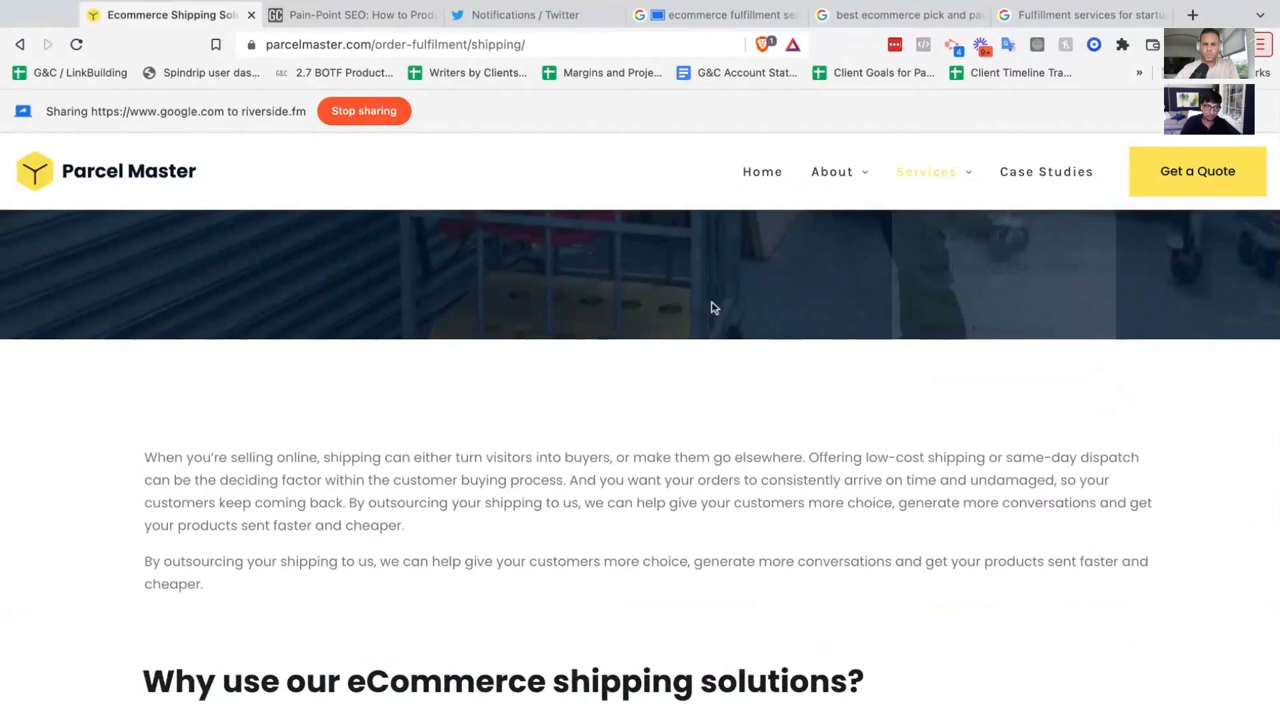 Ecommerce Shipping Sol
Pain-Point SEO: How to Produ
Notifications / Twitter
ecommerce fulfillment se
best ecommerce pick and pa
Fulfillment services for startu
parcelmaster.com/order-fulfilment/shipping/
1
4
9+
G&C / LinkBuilding
Spindrip user das...
GC
2.7 BOTF Product...
Writers by Clients...
Margins and Proje...
G&C Account Stat...
Client Goals for Pa...
Client Timeline Tra...
»
rks
Sharing https://www.google.com to riverside.fm
Stop sharing
Parcel Master
Home
About
Services
Case Studies
Get a Quote
When you're selling online, shipping can either turn visitors into buyers, or make them go elsewhere. Offering low-cost shipping or same-day dispatch
can be the deciding factor within the customer buying process. And you want your orders to consistently arrive on time and undamaged, so your
customers keep coming back. By outsourcing your shipping to us, we can help give your customers more choice, generate more conversations and get
your products sent faster and cheaper.
By outsourcing your shipping to us, we can help give your customers more choice, generate more conversations and get your products sent faster and
cheaper.
Why use our eCommerce shipping solutions?